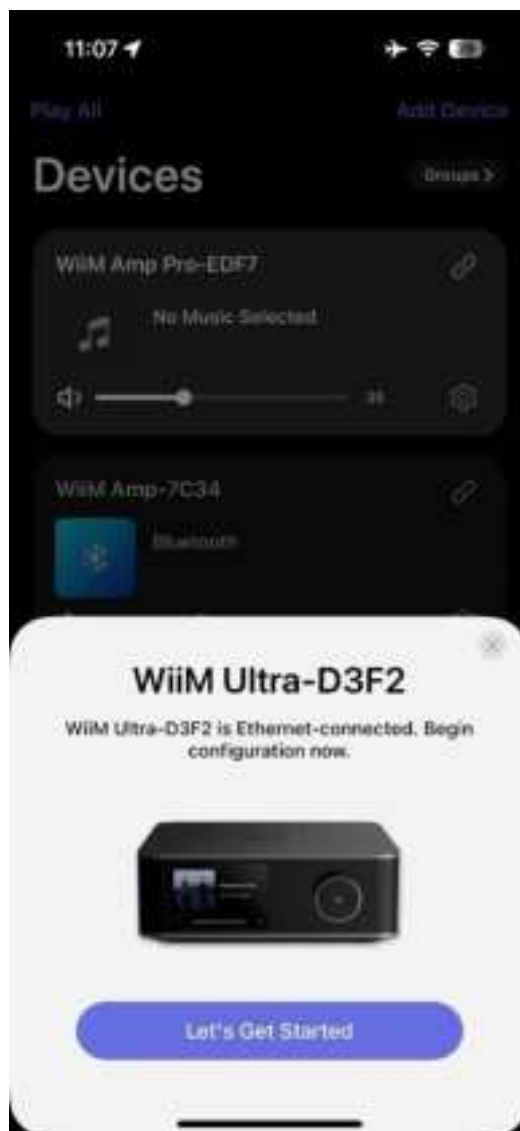 11:07
Play All
Add Device
Devices
Groups >
WiiM Amp Pro-EDF7
No Music Selected
WiiM Amp-7C34
Bluetooth
WiiM Ultra-D3F2
WiiM Ultra-D3F2 is Ethernet-connected. Begin
configuration now.
Let's Get Started